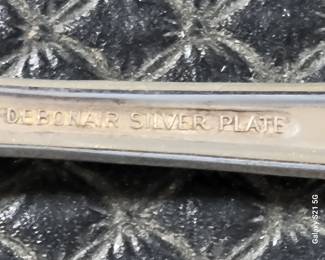 DEBONAIR SILVER PLATE
Galaxy S21 5G